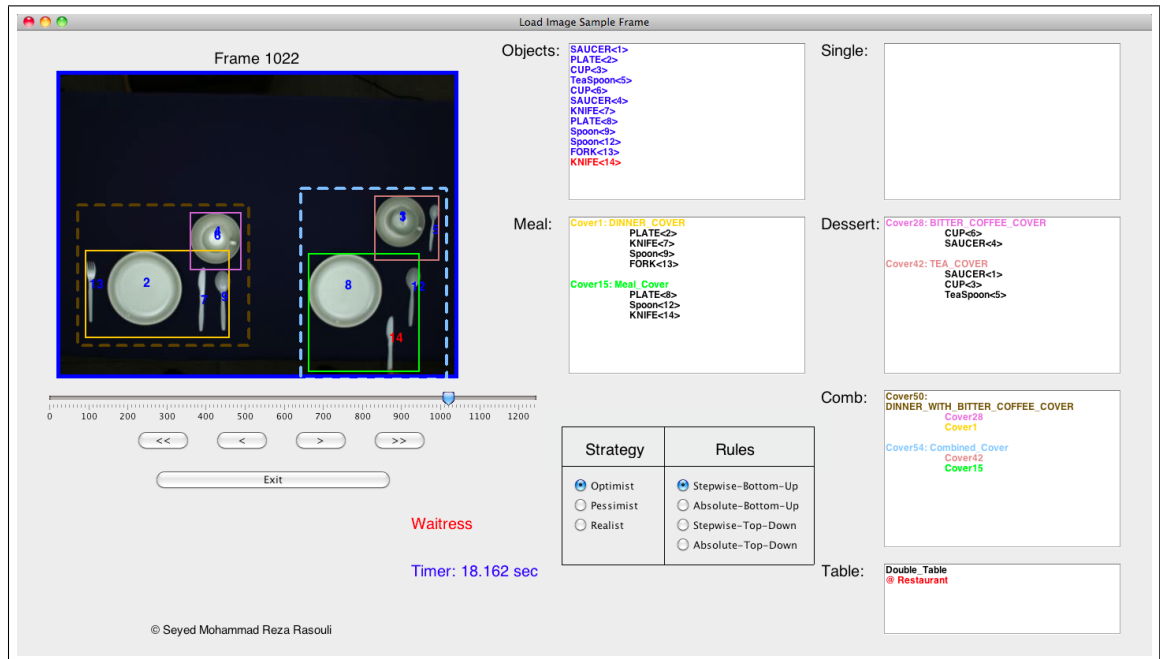 Load Image Sample Frame
Frame 1022
4
6
3
2
13
7
9
8
12
14
0 100 200 300 400 500 600 700 800 900 1000 1100 1200
<< < > >>
Exit
Waitress
Timer: 18.162 sec
© Seyed Mohammad Reza Rasouli
Objects:
SAUCER<1>
PLATE<2>
CUP<3>
TeaSpoon<5>
CUP<6>
SAUCER<4>
KNIFE<7>
PLATE<8>
Spoon<9>
Spoon<12>
FORK<13>
KNIFE<14>
Single:
Meal:
Cover1: DINNER_COVER
PLATE<2>
KNIFE<7>
Spoon<9>
FORK<13>
Cover15: Meal_Cover
PLATE<8>
Spoon<12>
KNIFE<14>
Dessert:
Cover28: BITTER_COFFEE_COVER
CUP<6>
SAUCER<4>
Cover42: TEA_COVER
SAUCER<1>
CUP<3>
TeaSpoon<5>
Strategy
Optimist
Pessimist
Realist
Rules
Stepwise-Bottom-Up
Absolute-Bottom-Up
Stepwise-Top-Down
Absolute-Top-Down
Comb:
Cover50:
DINNER_WITH_BITTER_COFFEE_COVER
Cover28
Cover1
Cover54: Combined_Cover
Cover42
Cover15
Table:
Double_Table
@ Restaurant